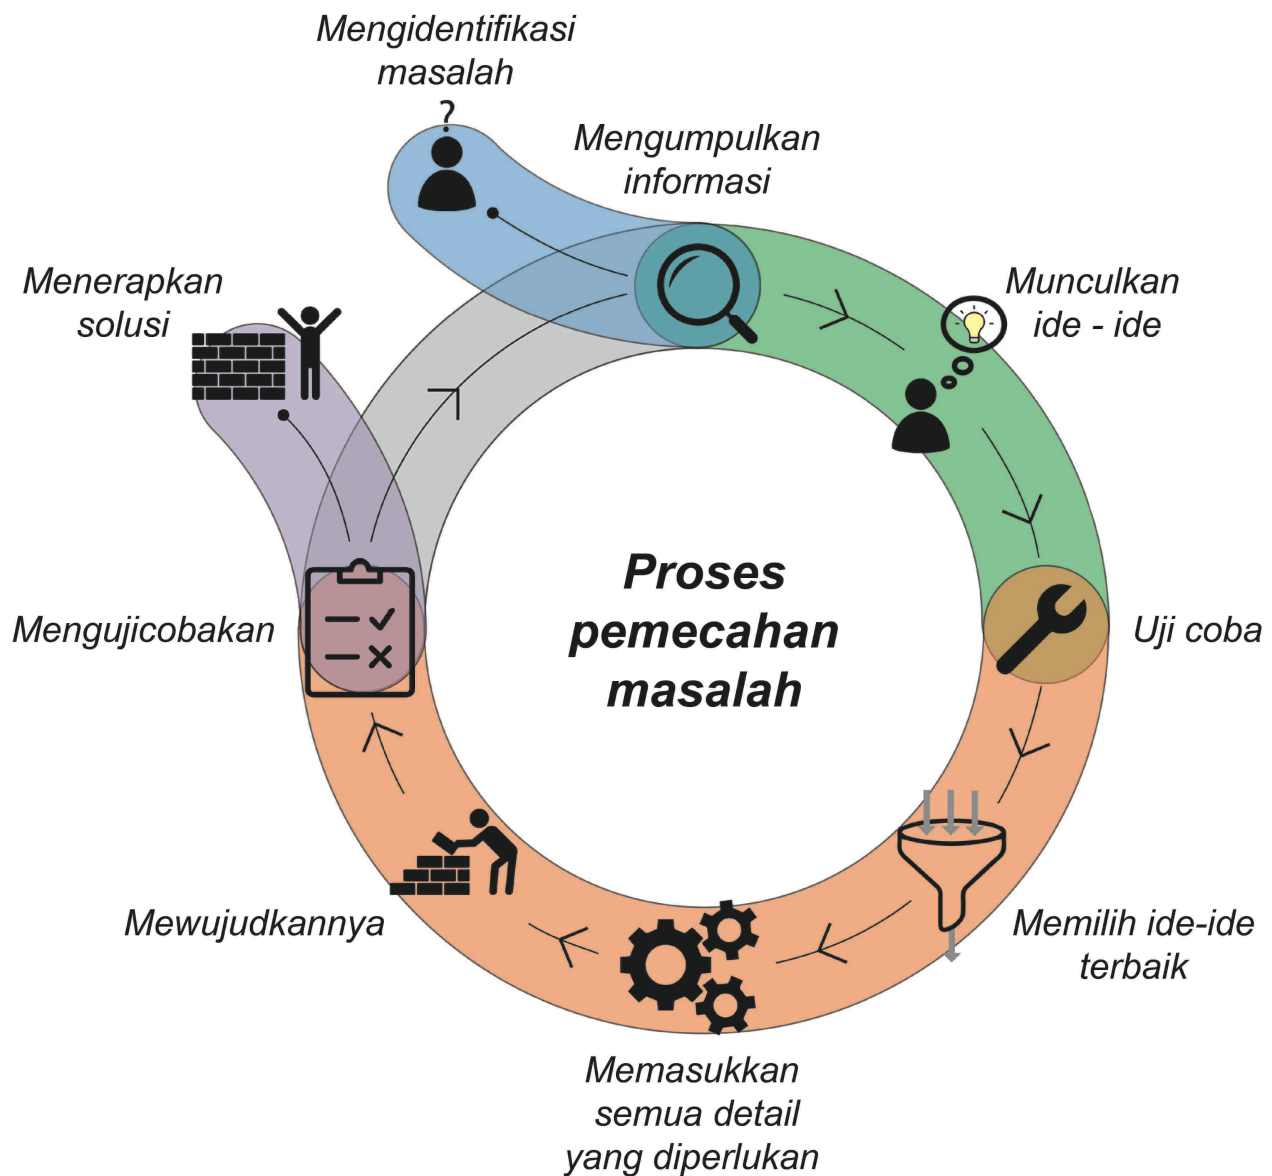 Mengidentifikasi
masalah
?
Mengumpulkan
informasi
Munculkan
ide - ide
Menerapkan
solusi
Proses
pemecahan
masalah
Mengujicobakan
Uji coba
Mewujudkannya
Memilih ide-ide
terbaik
Memasukkan
semua detail
yang diperlukan